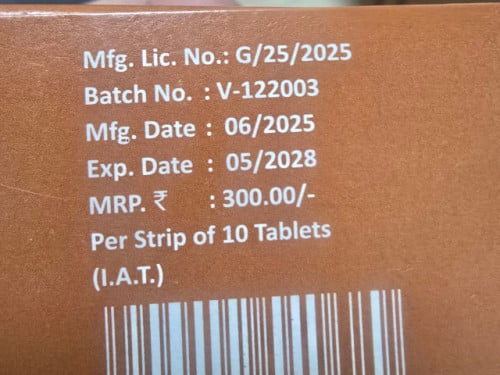 Mfg. Lic. No.: G/25/2025
Batch No. : V-122003
Mfg. Date : 06/2025
Exp. Date : 05/2028
MRP. ₹ : 300.00/-
Per Strip of 10 Tablets
(I.A.T.)